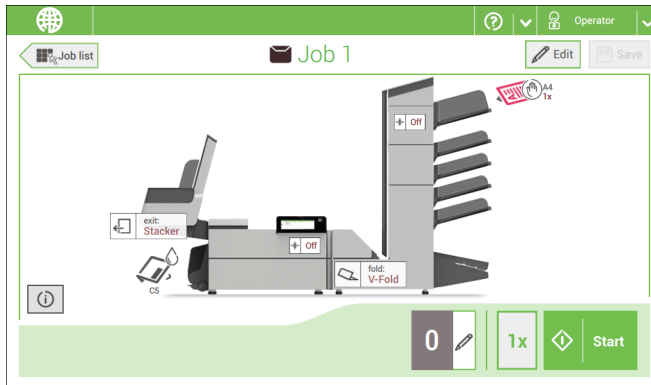 Operator
Job list
Job 1
Edit
Save
A4
1x
Off
exit:
Stacker
Off
fold:
V-Fold
C5
0
1x
Start